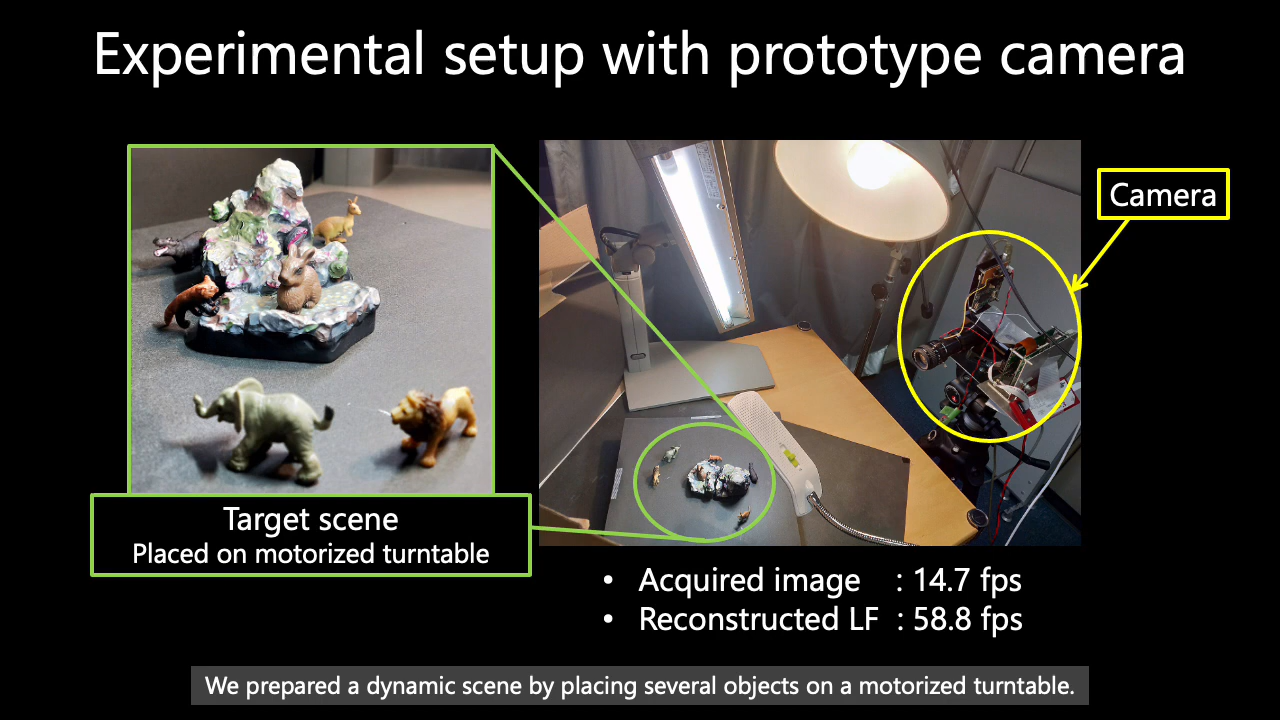 Experimental setup with prototype camera
Camera
Target scene
Placed on motorized turntable
• Acquired image : 14.7 fps
• Reconstructed LF : 58.8 fps
We prepared a dynamic scene by placing several objects on a motorized turntable.